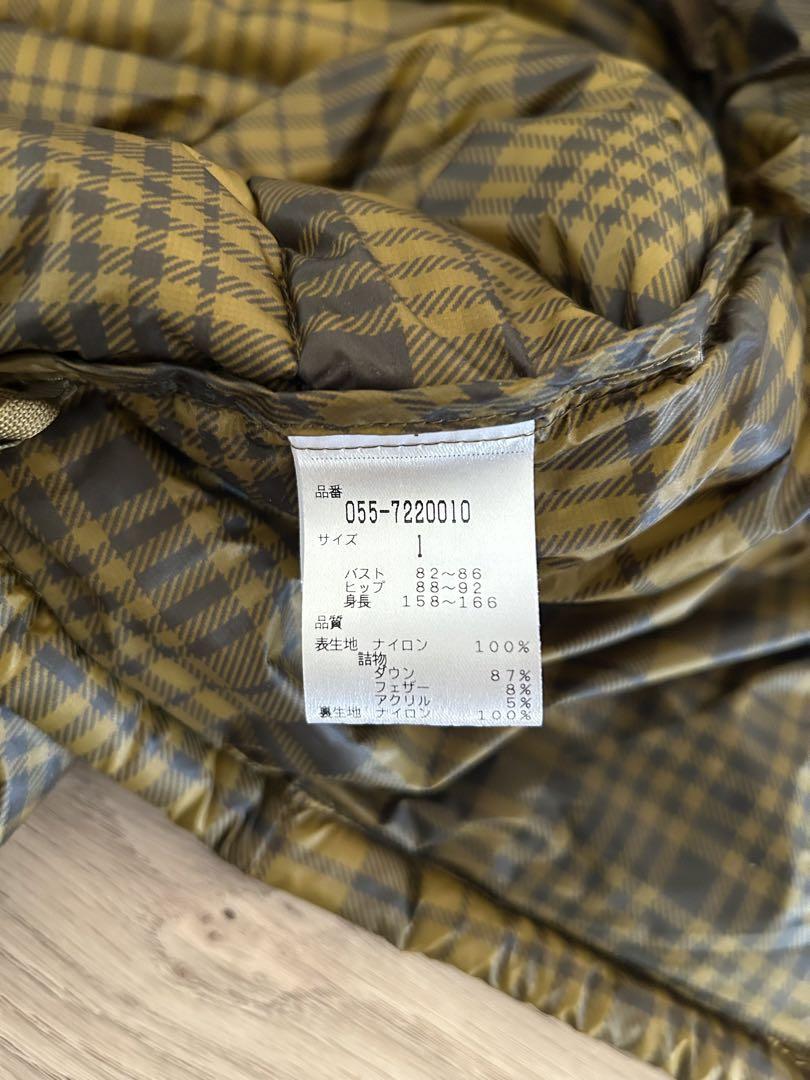 品番
055-7220010
サイズ 1
バスト 82～86
ヒップ 88～92
身長 158～166
品質
表生地 ナイロン 100%
詰物
ダウン 87%
フェザー 8%
アクリル 5%
裏生地 ナイロン 100%